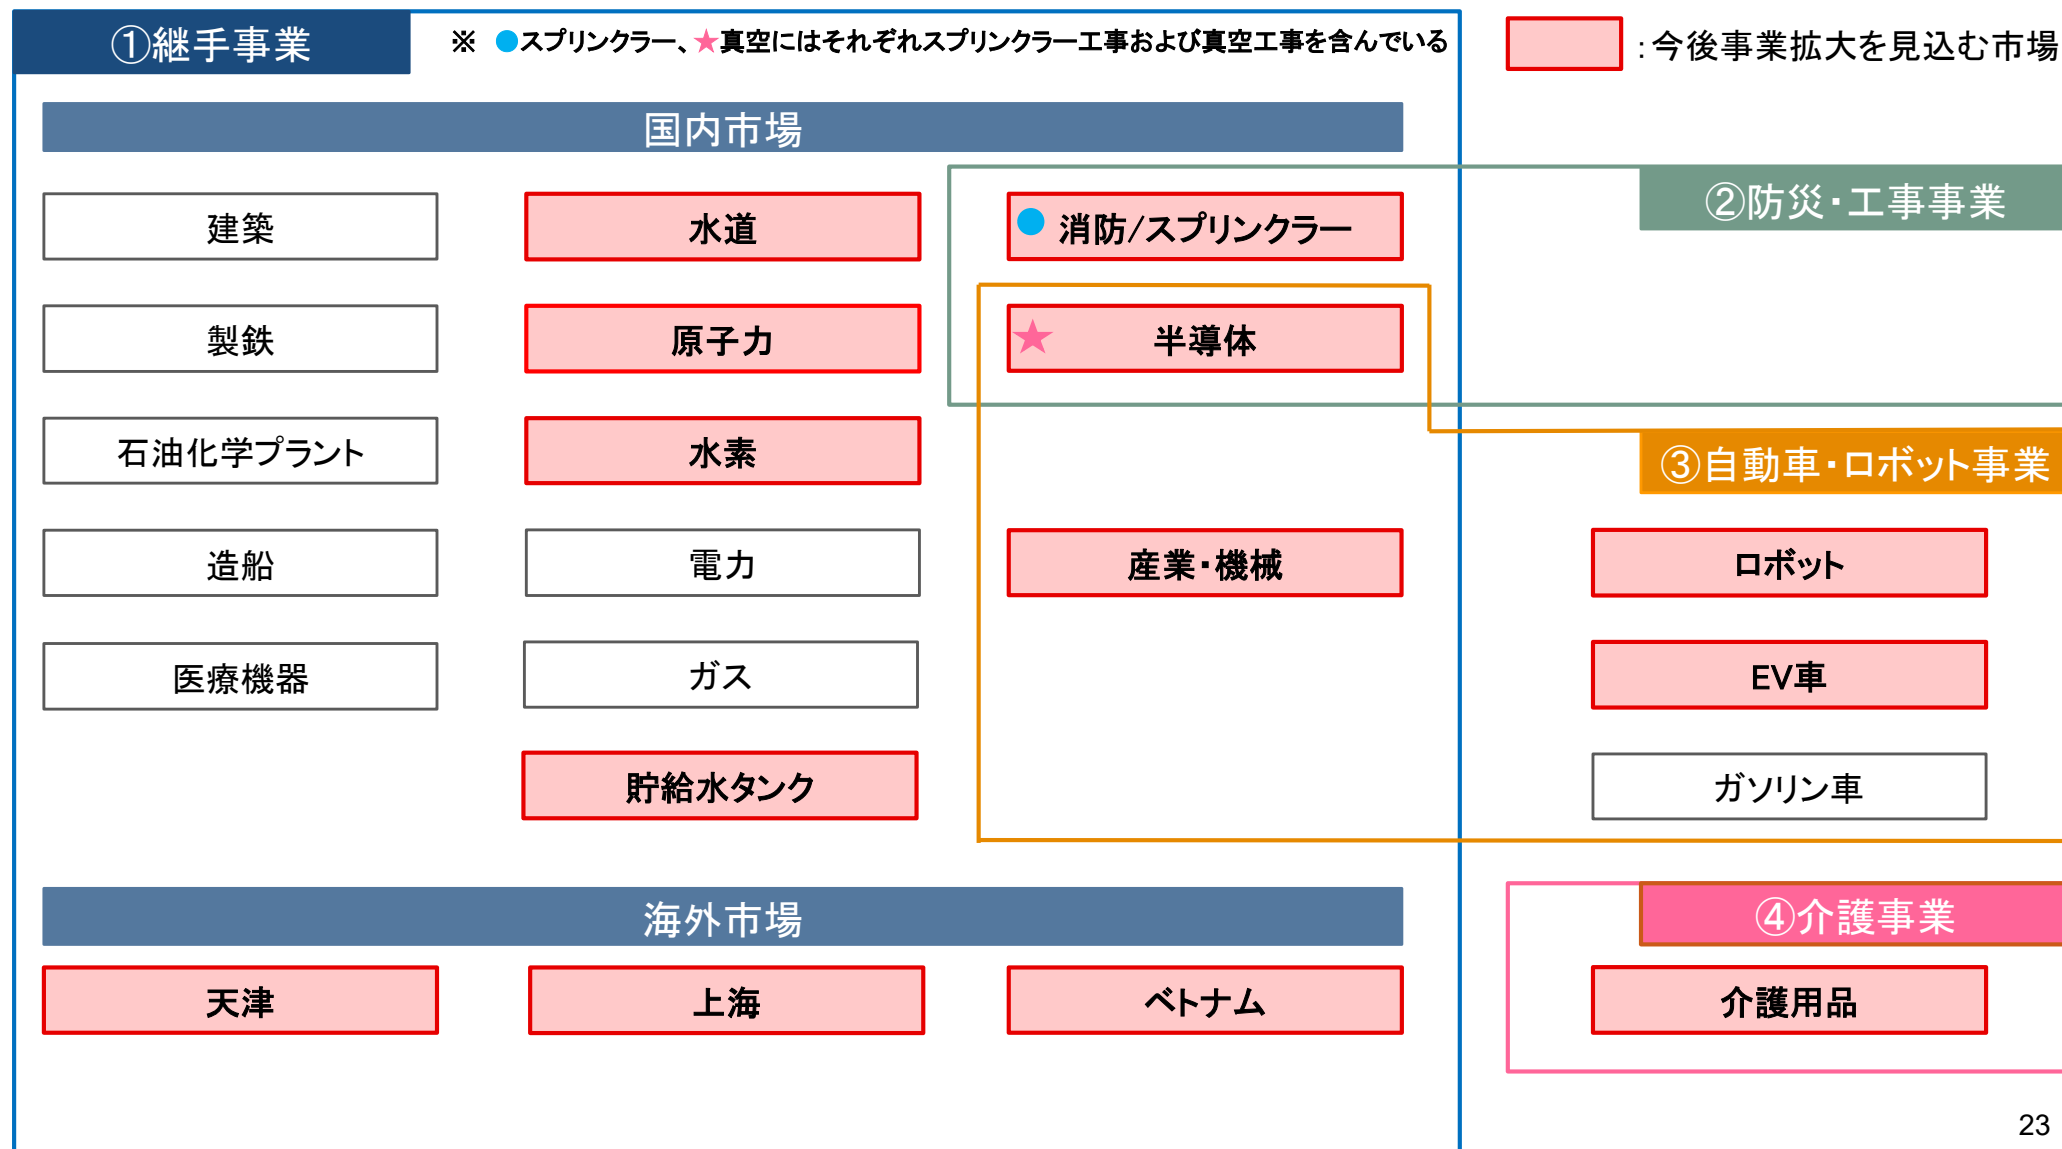 ①継手事業
※ ●スプリンクラー、★真空にはそれぞれスプリンクラー工事および真空工事を含んでいる
：今後事業拡大を見込む市場
国内市場
②防災・工事事業
建築
水道
● 消防/スプリンクラー
製鉄
原子力
★ 半導体
石油化学プラント
水素
③自動車・ロボット事業
造船
電力
産業・機械
ロボット
医療機器
ガス
EV車
貯給水タンク
ガソリン車
海外市場
④介護事業
天津
上海
ベトナム
介護用品
23